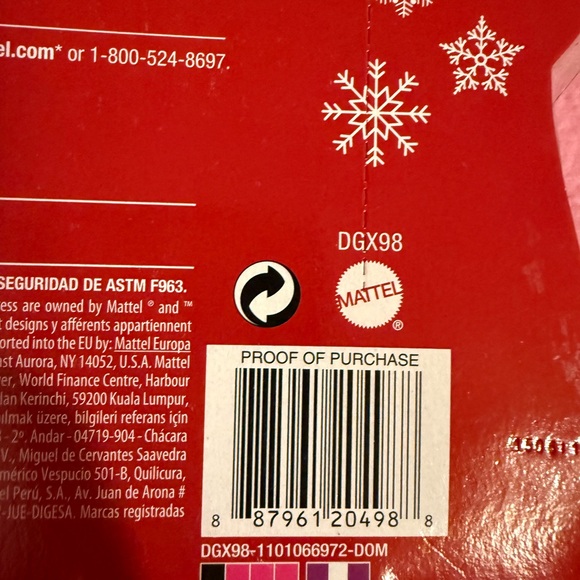 el.com* or 1-800-524-8697.
DGX98
MATTEL
®
SEGURIDAD DE ASTM F963.
ess are owned by Mattel ® and ™
t designs y afférents appartiennent
orted into the EU by: Mattel Europa
st Aurora, NY 14052, U.S.A. Mattel
er, World Finance Centre, Harbour
lan Kerinchi, 59200 Kuala Lumpur,
ılmak üzere, bilgileri referans için
- 2º. Andar - 04719-904 - Chácara
V., Miguel de Cervantes Saavedra
mérico Vespucio 501-B, Quilicura,
el Perú, S.A., Av. Juan de Arona #
-JUE-DIGESA. Marcas registradas
PROOF OF PURCHASE
8 87961 20498 8
DGX98-1101066972-DOM